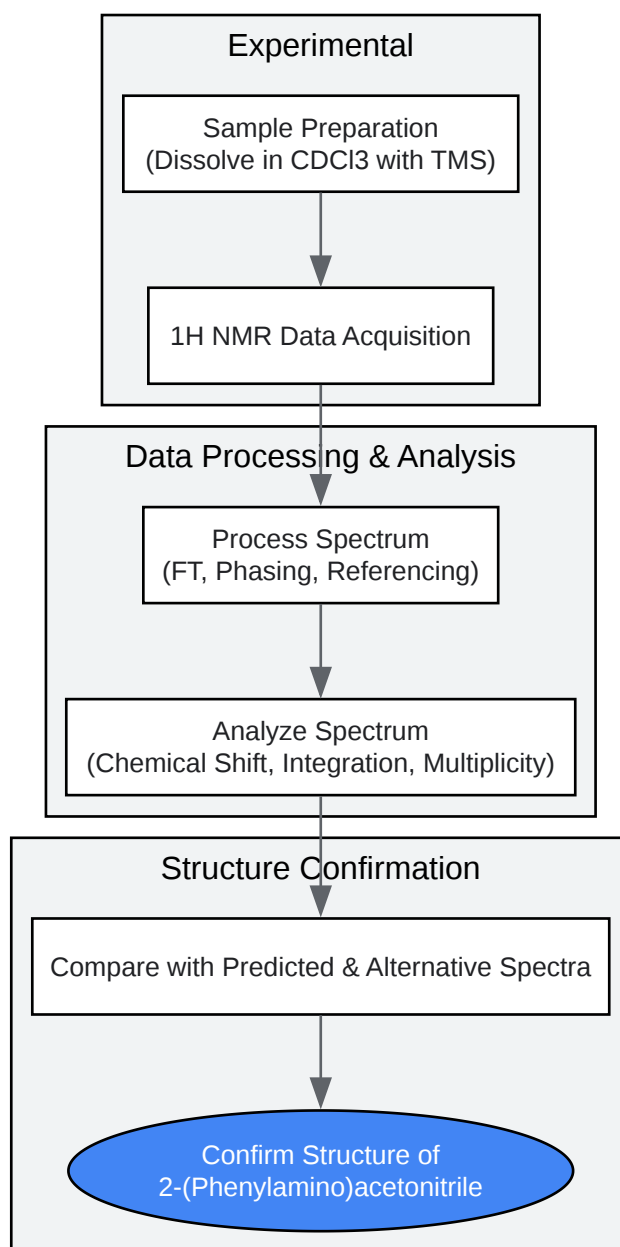 Experimental
Sample Preparation
(Dissolve in CDCl3 with TMS)
1H NMR Data Acquisition
Data Processing & Analysis
Process Spectrum
(FT, Phasing, Referencing)
Analyze Spectrum
(Chemical Shift, Integration, Multiplicity)
Structure Confirmation
Compare with Predicted & Alternative Spectra
Confirm Structure of
2-(Phenylamino)acetonitrile